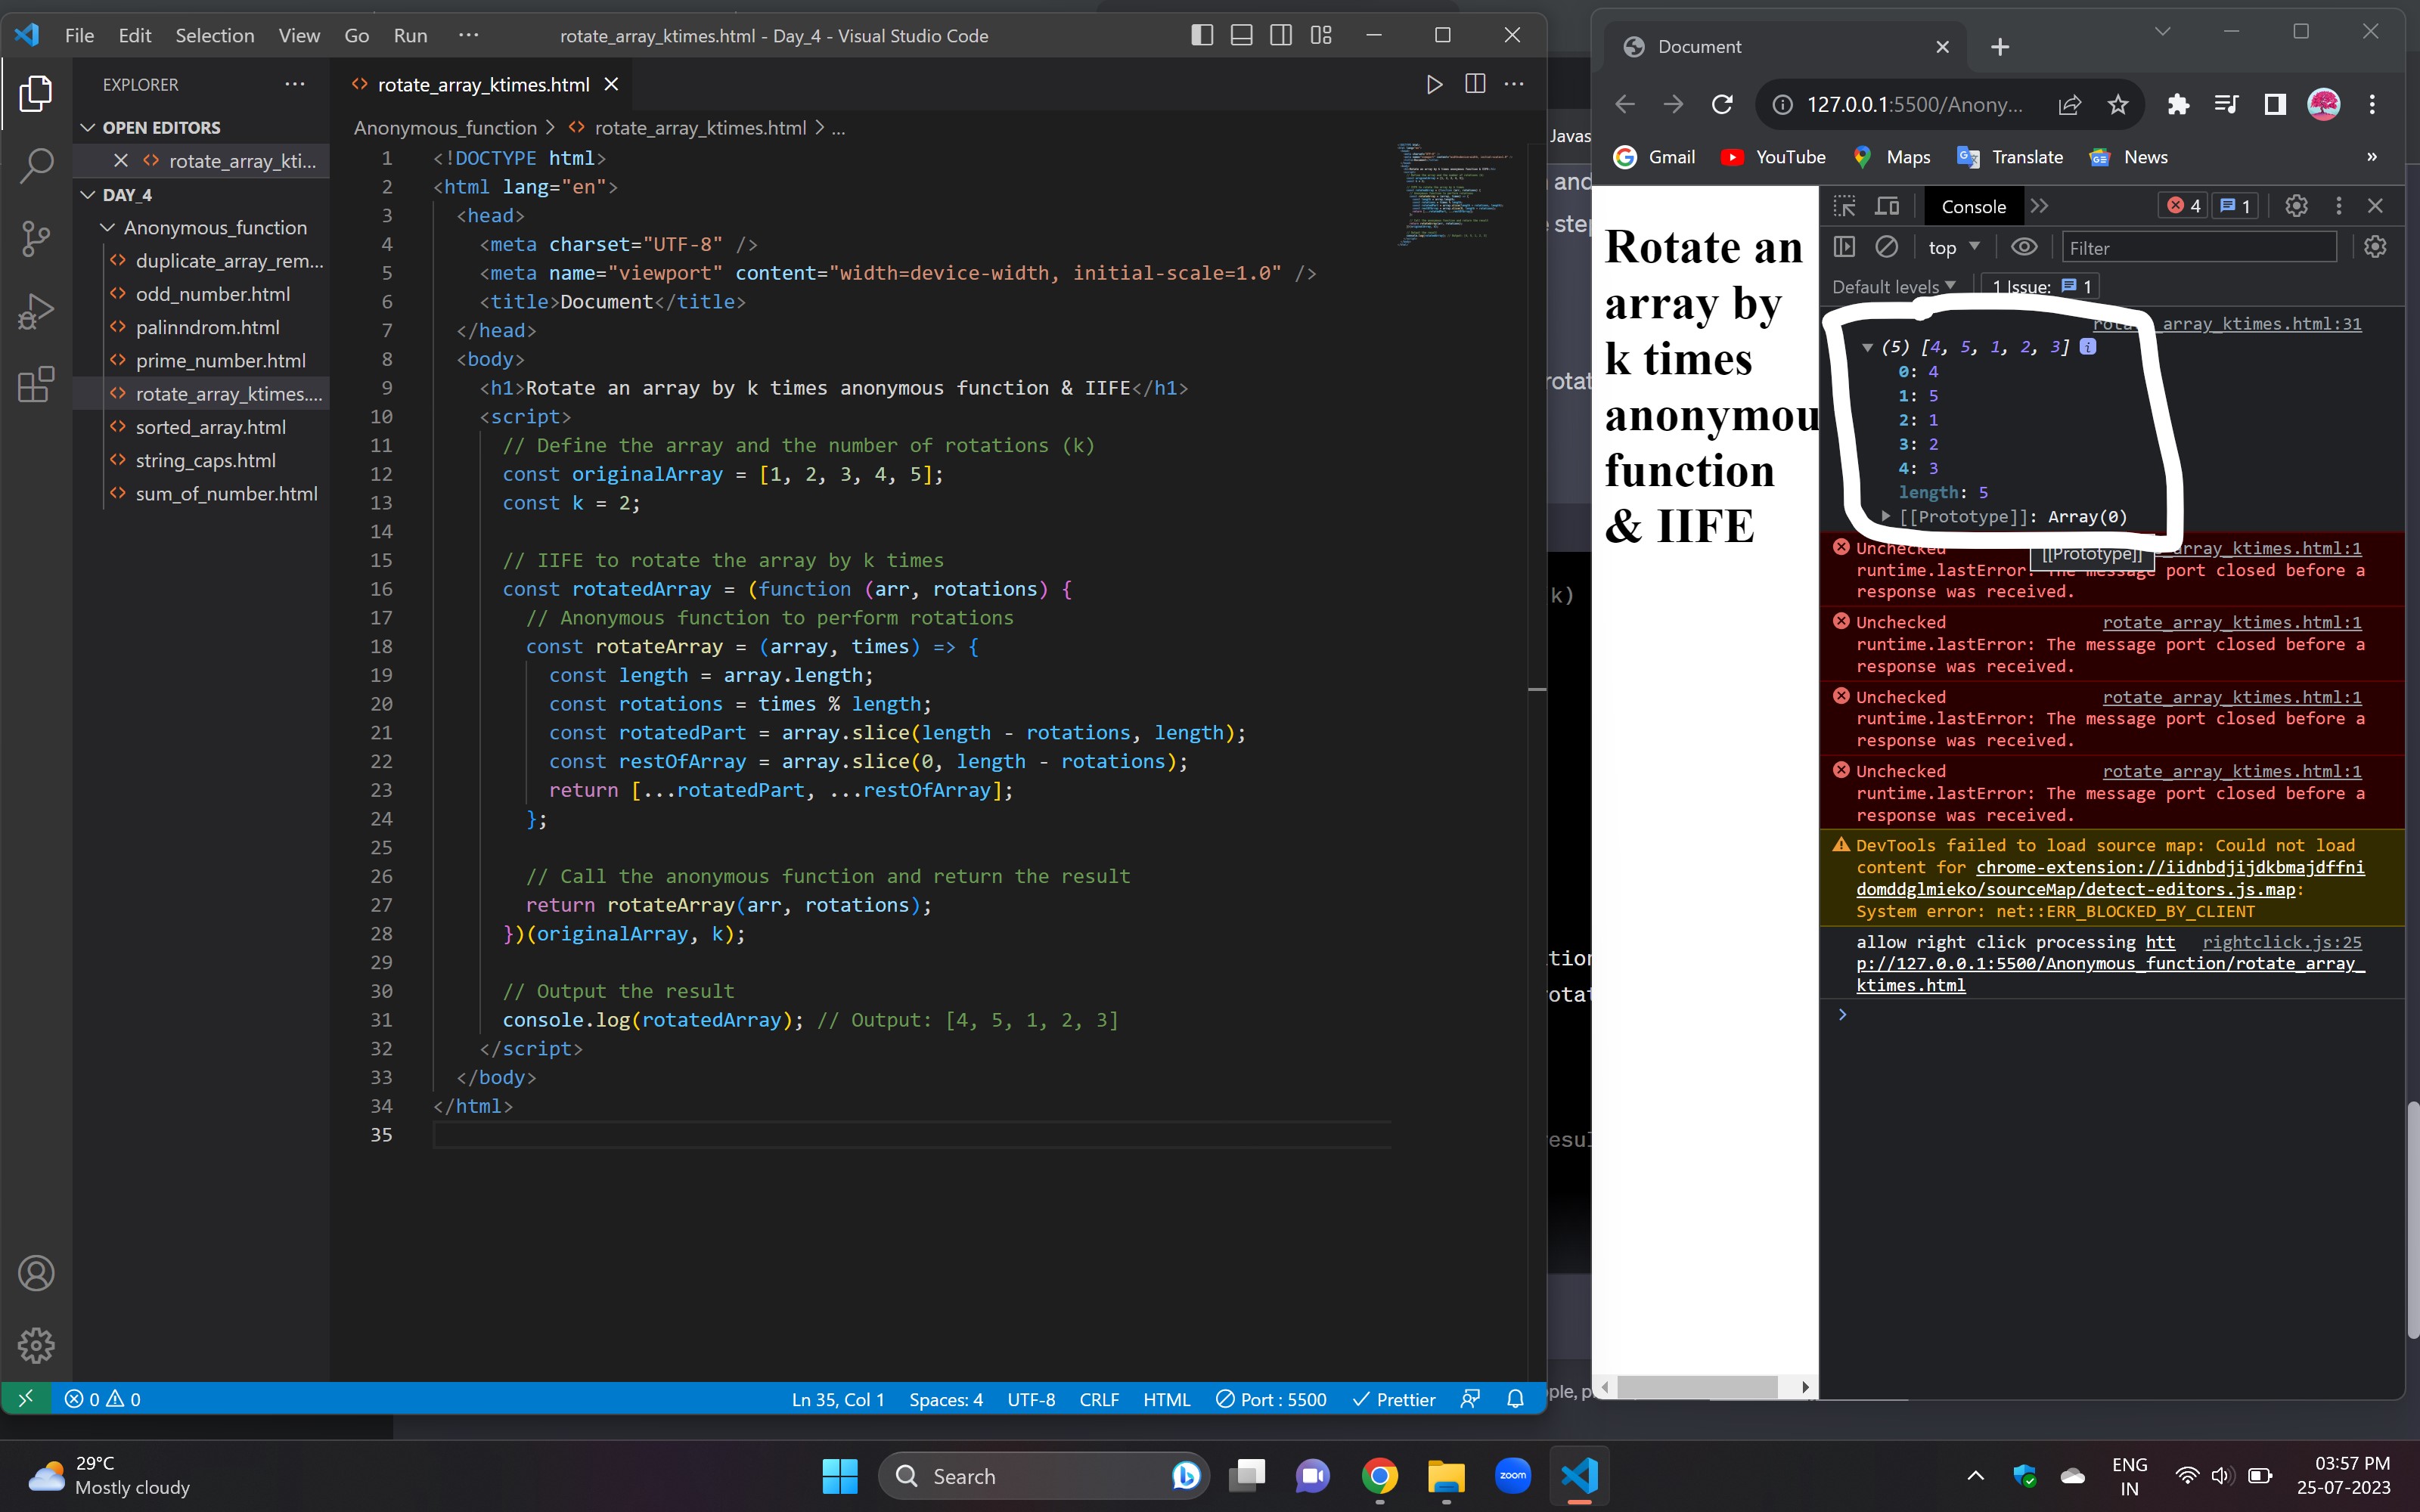 File Edit Selection View Go Run ··· rotate_array_ktimes.html - Day_4 - Visual Studio Code
EXPLORER ···
OPEN EDITORS
rotate_array_kti...
DAY_4
Anonymous_function
duplicate_array_rem...
odd_number.html
palinndrom.html
prime_number.html
rotate_array_ktimes....
sorted_array.html
string_caps.html
sum_of_number.html
rotate_array_ktimes.html
Anonymous_function > rotate_array_ktimes.html > ...
1 <!DOCTYPE html>
2 <html lang="en">
3 <head>
4 <meta charset="UTF-8" />
5 <meta name="viewport" content="width=device-width, initial-scale=1.0" />
6 <title>Document</title>
7 </head>
8 <body>
9 <h1>Rotate an array by k times anonymous function & IIFE</h1>
10 <script>
11 // Define the array and the number of rotations (k)
12 const originalArray = [1, 2, 3, 4, 5];
13 const k = 2;
14
15 // IIFE to rotate the array by k times
16 const rotatedArray = (function (arr, rotations) {
17 // Anonymous function to perform rotations
18 const rotateArray = (array, times) => {
19 const length = array.length;
20 const rotations = times % length;
21 const rotatedPart = array.slice(length - rotations, length);
22 const restOfArray = array.slice(0, length - rotations);
23 return [...rotatedPart, ...restOfArray];
24 };
25
26 // Call the anonymous function and return the result
27 return rotateArray(arr, rotations);
28 })(originalArray, k);
29
30 // Output the result
31 console.log(rotatedArray); // Output: [4, 5, 1, 2, 3]
32 </script>
33 </body>
34 </html>
35
0 0 Ln 35, Col 1 Spaces: 4 UTF-8 CRLF HTML Port : 5500 Prettier
Javas
and
k)
Document
127.0.0.1:5500/Anony...
Gmail YouTube Maps Translate News »
Rotate an
array by
k times
anonymou
function
& IIFE
Console 4 1
top Filter
Default levels 1 Issue: 1
array_ktimes.html:31
(5) [4, 5, 1, 2, 3]
0: 4
1: 5
2: 1
3: 2
4: 3
length: 5
[[Prototype]]: Array(0)
[[Prototype]]
Unchecked _array_ktimes.html:1
runtime.lastError: The message port closed before a
response was received.
Unchecked rotate_array_ktimes.html:1
runtime.lastError: The message port closed before a
response was received.
Unchecked rotate_array_ktimes.html:1
runtime.lastError: The message port closed before a
response was received.
Unchecked rotate_array_ktimes.html:1
runtime.lastError: The message port closed before a
response was received.
DevTools failed to load source map: Could not load
content for chrome-extension://iidnbdjijdkbmajdffni
domddglmieko/sourceMap/detect-editors.js.map:
System error: net::ERR_BLOCKED_BY_CLIENT
allow right click processing htt rightclick.js:25
p://127.0.0.1:5500/Anonymous_function/rotate_array_
ktimes.html
29°C
Mostly cloudy
Search
zoom
ENG
IN
03:57 PM
25-07-2023